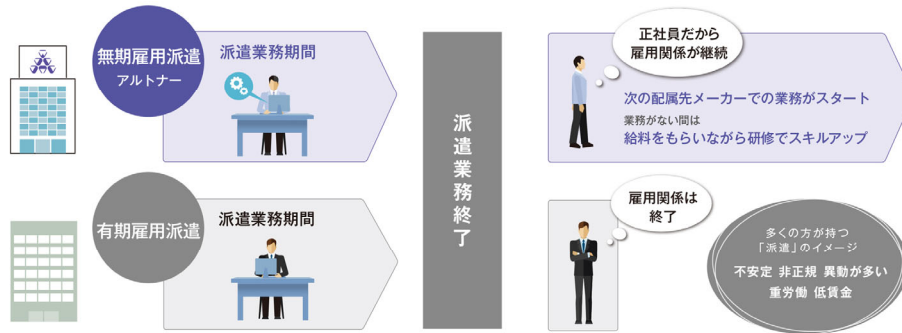 無期雇用派遣
アルトナー
派遣業務期間
派遣業務終了
正社員だから
雇用関係が継続
次の配属先メーカーでの業務がスタート
業務がない間は
給料をもらいながら研修でスキルアップ
有期雇用派遣
派遣業務期間
雇用関係は
終了
多くの方が持つ
「派遣」のイメージ
不安定 非正規 異動が多い
重労働 低賃金